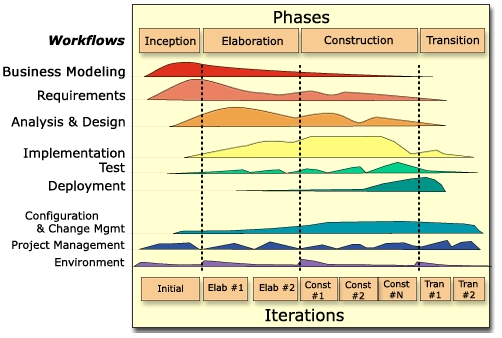 Phases
Workflows
Inception
Elaboration
Construction
Transition
Business Modeling
Requirements
Analysis & Design
Implementation
Test
Deployment
Configuration
& Change Mgmt
Project Management
Environment
Initial
Elab #1
Elab #2
Const
#1
Const
#2
Const
#N
Tran
#1
Tran
#2
Iterations